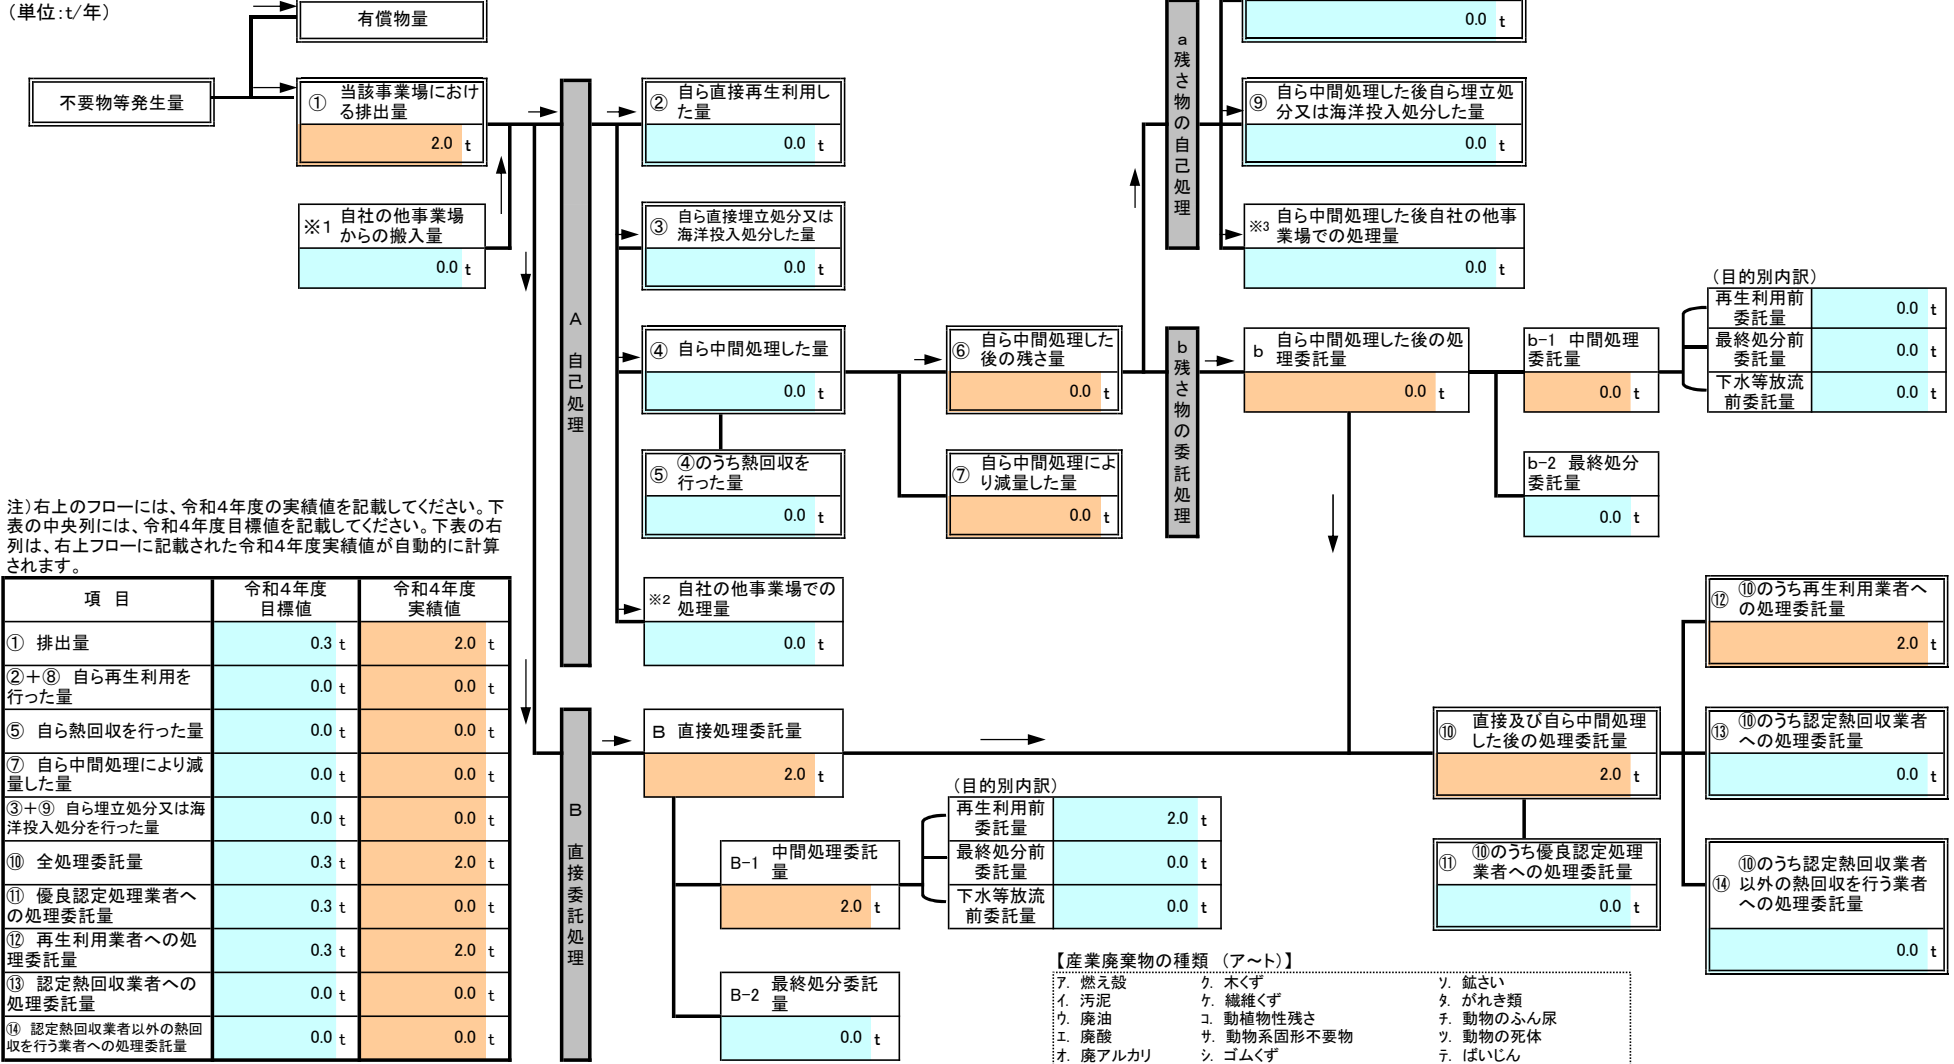 (単位:t/年)
有償物量
不要物等発生量
① 当該事業場におけ
る排出量
2.0 t
※1 自社の他事業場
からの搬入量
0.0 t
A
自
己
処
理
② 自ら直接再生利用し
た量
0.0 t
③ 自ら直接埋立処分又は
海洋投入処分した量
0.0 t
④ 自ら中間処理した量
0.0 t
⑤ ④のうち熱回収を
行った量
0.0 t
※2 自社の他事業場での
処理量
0.0 t
⑥ 自ら中間処理した
後の残さ量
0.0 t
⑦ 自ら中間処理によ
り減量した量
0.0 t
a
残
さ
物
の
自
己
処
理
0.0 t
⑨ 自ら中間処理した後自ら埋立処
分又は海洋投入処分した量
0.0 t
※3 自ら中間処理した後自社の他事
業場での処理量
0.0 t
b
残
さ
物
の
委
託
処
理
b 自ら中間処理した後の処
理委託量
0.0 t
b-1 中間処理
委託量
0.0 t
b-2 最終処分
委託量
0.0 t
(目的別内訳)
再生利用前
委託量 0.0 t
最終処分前
委託量 0.0 t
下水等放流
前委託量 0.0 t
注)右上のフローには、令和4年度の実績値を記載してください。下
表の中央列には、令和4年度目標値を記載してください。下表の右
列は、右上フローに記載された令和4年度実績値が自動的に計算
されます。
項 目 令和4年度 目標値 令和4年度 実績値
① 排出量 0.3 t 2.0 t
②+⑧ 自ら再生利用を
行った量 0.0 t 0.0 t
⑤ 自ら熱回収を行った量 0.0 t 0.0 t
⑦ 自ら中間処理により減
量した量 0.0 t 0.0 t
③+⑨ 自ら埋立処分又は海
洋投入処分を行った量 0.0 t 0.0 t
⑩ 全処理委託量 0.3 t 2.0 t
⑪ 優良認定処理業者へ
の処理委託量 0.3 t 0.0 t
⑫ 再生利用業者への処
理委託量 0.3 t 2.0 t
⑬ 認定熱回収業者への
処理委託量 0.0 t 0.0 t
⑭ 認定熱回収業者以外の熱回
収を行う業者への処理委託量 0.0 t 0.0 t
B
直
接
委
託
処
理
B 直接処理委託量
2.0 t
B-1 中間処理委託
量
2.0 t
B-2 最終処分委託
量
0.0 t
(目的別内訳)
再生利用前
委託量 2.0 t
最終処分前
委託量 0.0 t
下水等放流
前委託量 0.0 t
⑩ 直接及び自ら中間処理
した後の処理委託量
2.0 t
⑪ ⑩のうち優良認定処理
業者への処理委託量
0.0 t
⑫ ⑩のうち再生利用業者へ
の処理委託量
2.0 t
⑬ ⑩のうち認定熱回収業者
への処理委託量
0.0 t
⑭ ⑩のうち認定熱回収業者
以外の熱回収を行う業者
への処理委託量
0.0 t
【産業廃棄物の種類 (ア~ト)】
ア. 燃え殻 ク. 木くず ソ. 鉱さい
イ. 汚泥 ケ. 繊維くず タ. がれき類
ウ. 廃油 コ. 動植物性残さ チ. 動物のふん尿
エ. 廃酸 サ. 動物系固形不要物 ツ. 動物の死体
オ. 廃アルカリ シ. ゴムくず テ. ばいじん